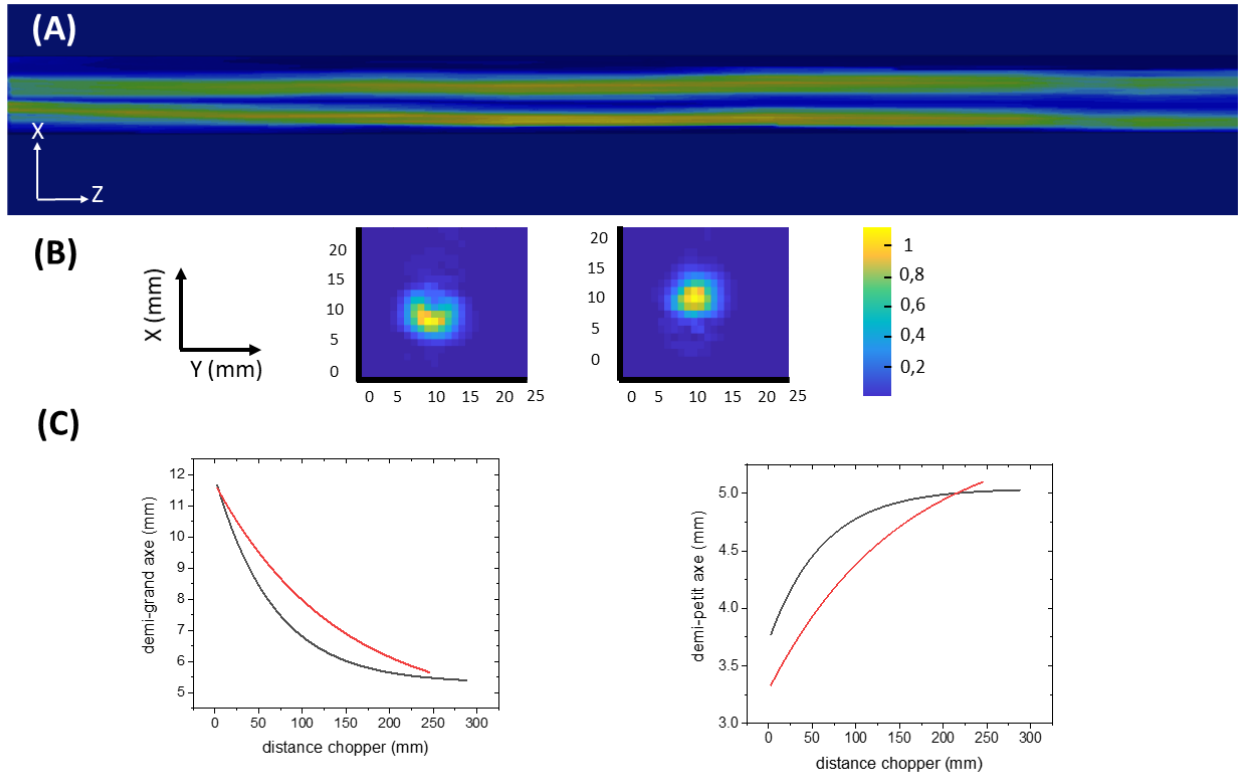 (A)
X
Z
(B)
X (mm)
Y (mm)
20
15
10
5
0
0 5 10 15 20 25
20
15
10
5
0
0 5 10 15 20 25
1
0,8
0,6
0,4
0,2
(C)
demi-grand axe (mm)
12
11
10
9
8
7
6
5
0 50 100 150 200 250 300
distance chopper (mm)
demi-petit axe (mm)
5.0
4.5
4.0
3.5
3.0
0 50 100 150 200 250 300
distance chopper (mm)